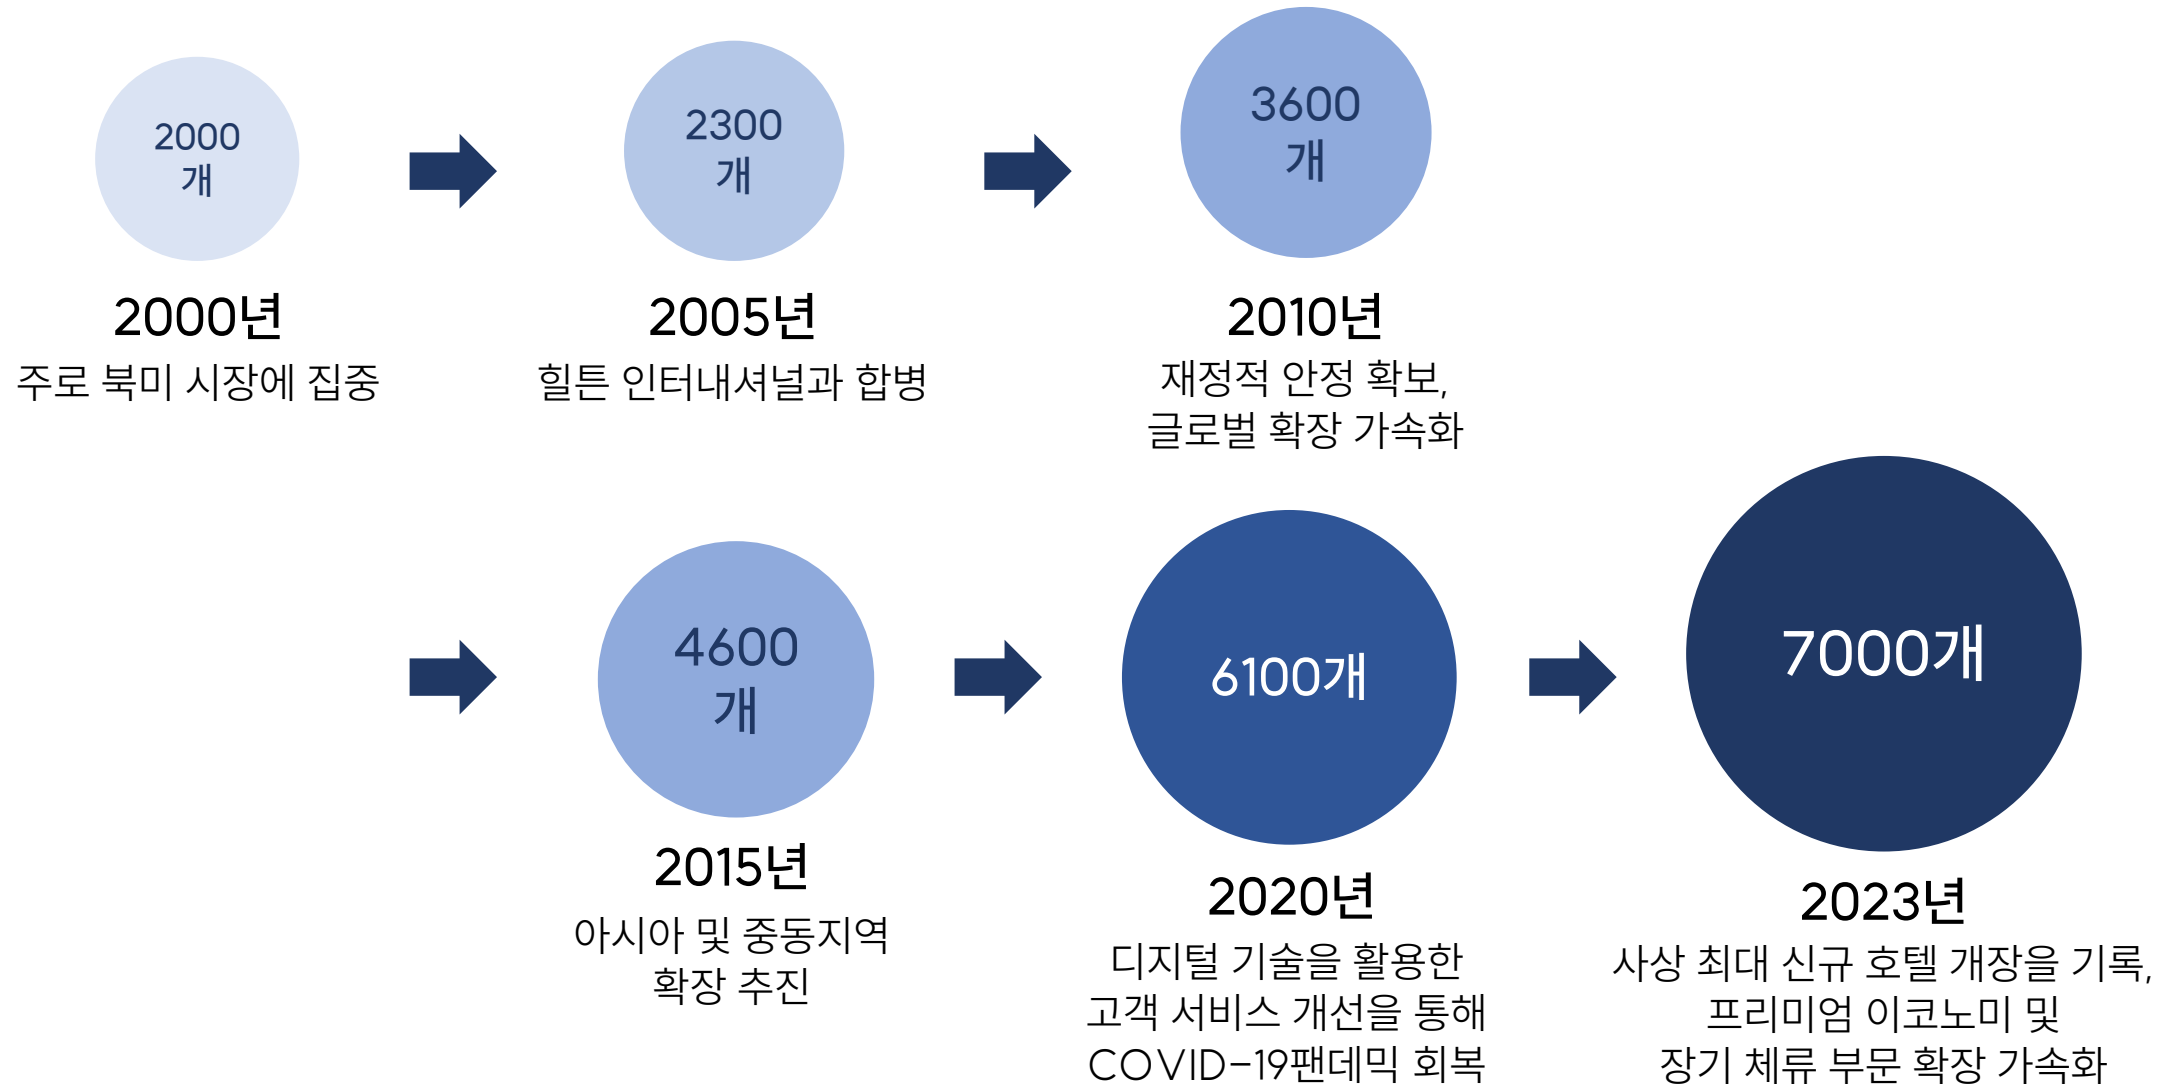 2000
개
2000년
주로 북미 시장에 집중
2300
개
2005년
힐튼 인터내셔널과 합병
3600
개
2010년
재정적 안정 확보,
글로벌 확장 가속화
4600
개
2015년
아시아 및 중동지역
확장 추진
6100개
2020년
디지털 기술을 활용한
고객 서비스 개선을 통해
COVID-19팬데믹 회복
7000개
2023년
사상 최대 신규 호텔 개장을 기록,
프리미엄 이코노미 및
장기 체류 부문 확장 가속화